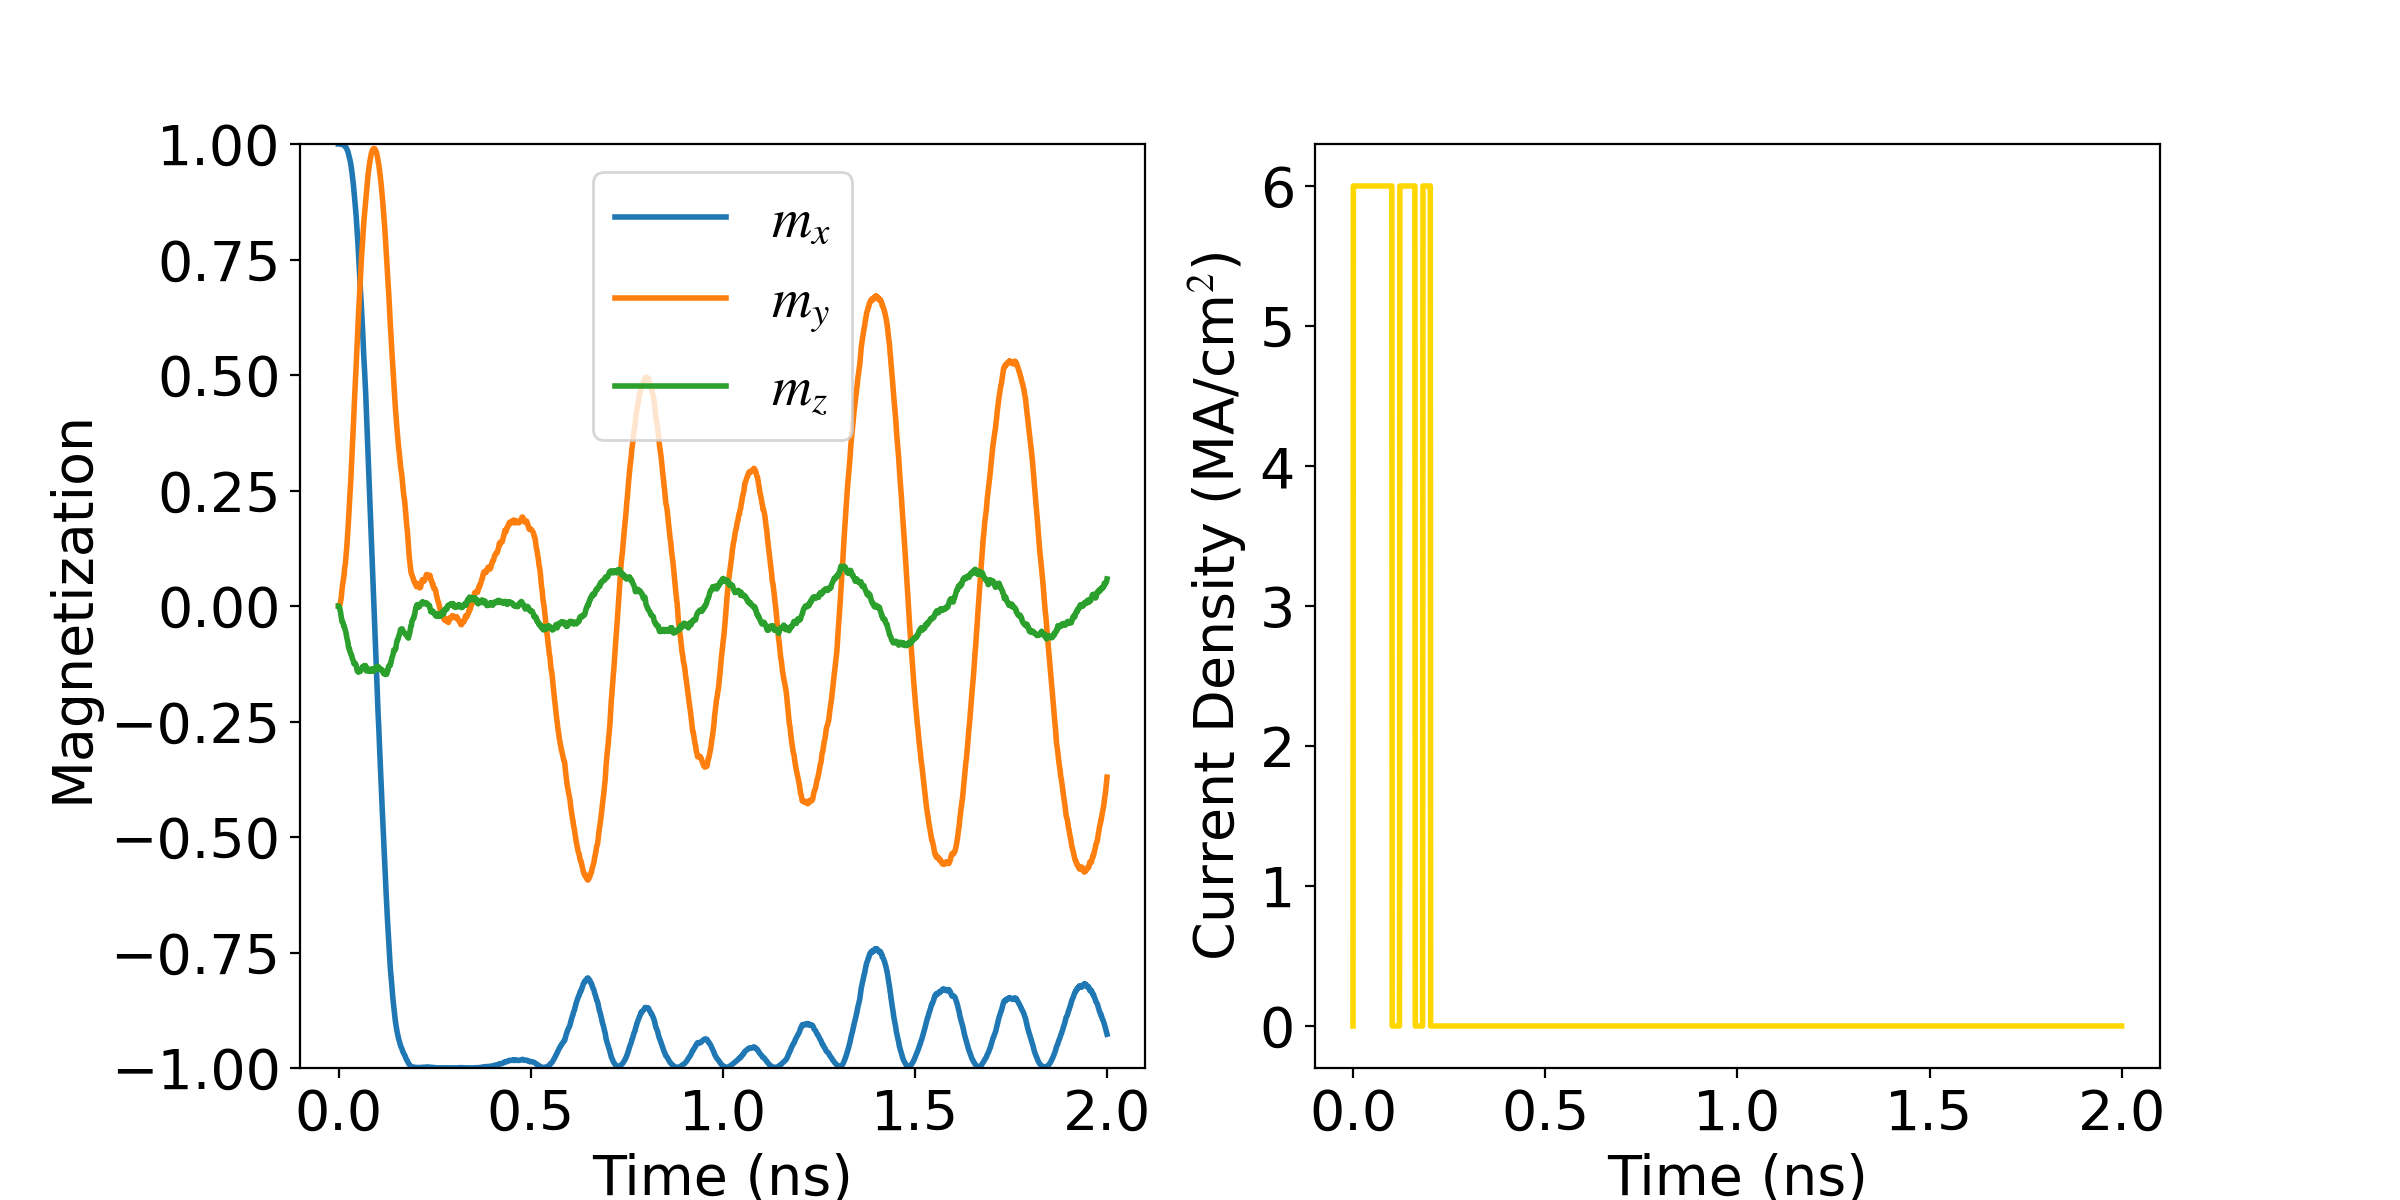 1.00
0.75
0.50
0.25
0.00
−0.25
−0.50
−0.75
−1.00
Magnetization
m_x
m_y
m_z
0.0 0.5 1.0 1.5 2.0
Time (ns)
6
5
4
3
2
1
0
Current Density (MA/cm²)
0.0 0.5 1.0 1.5 2.0
Time (ns)